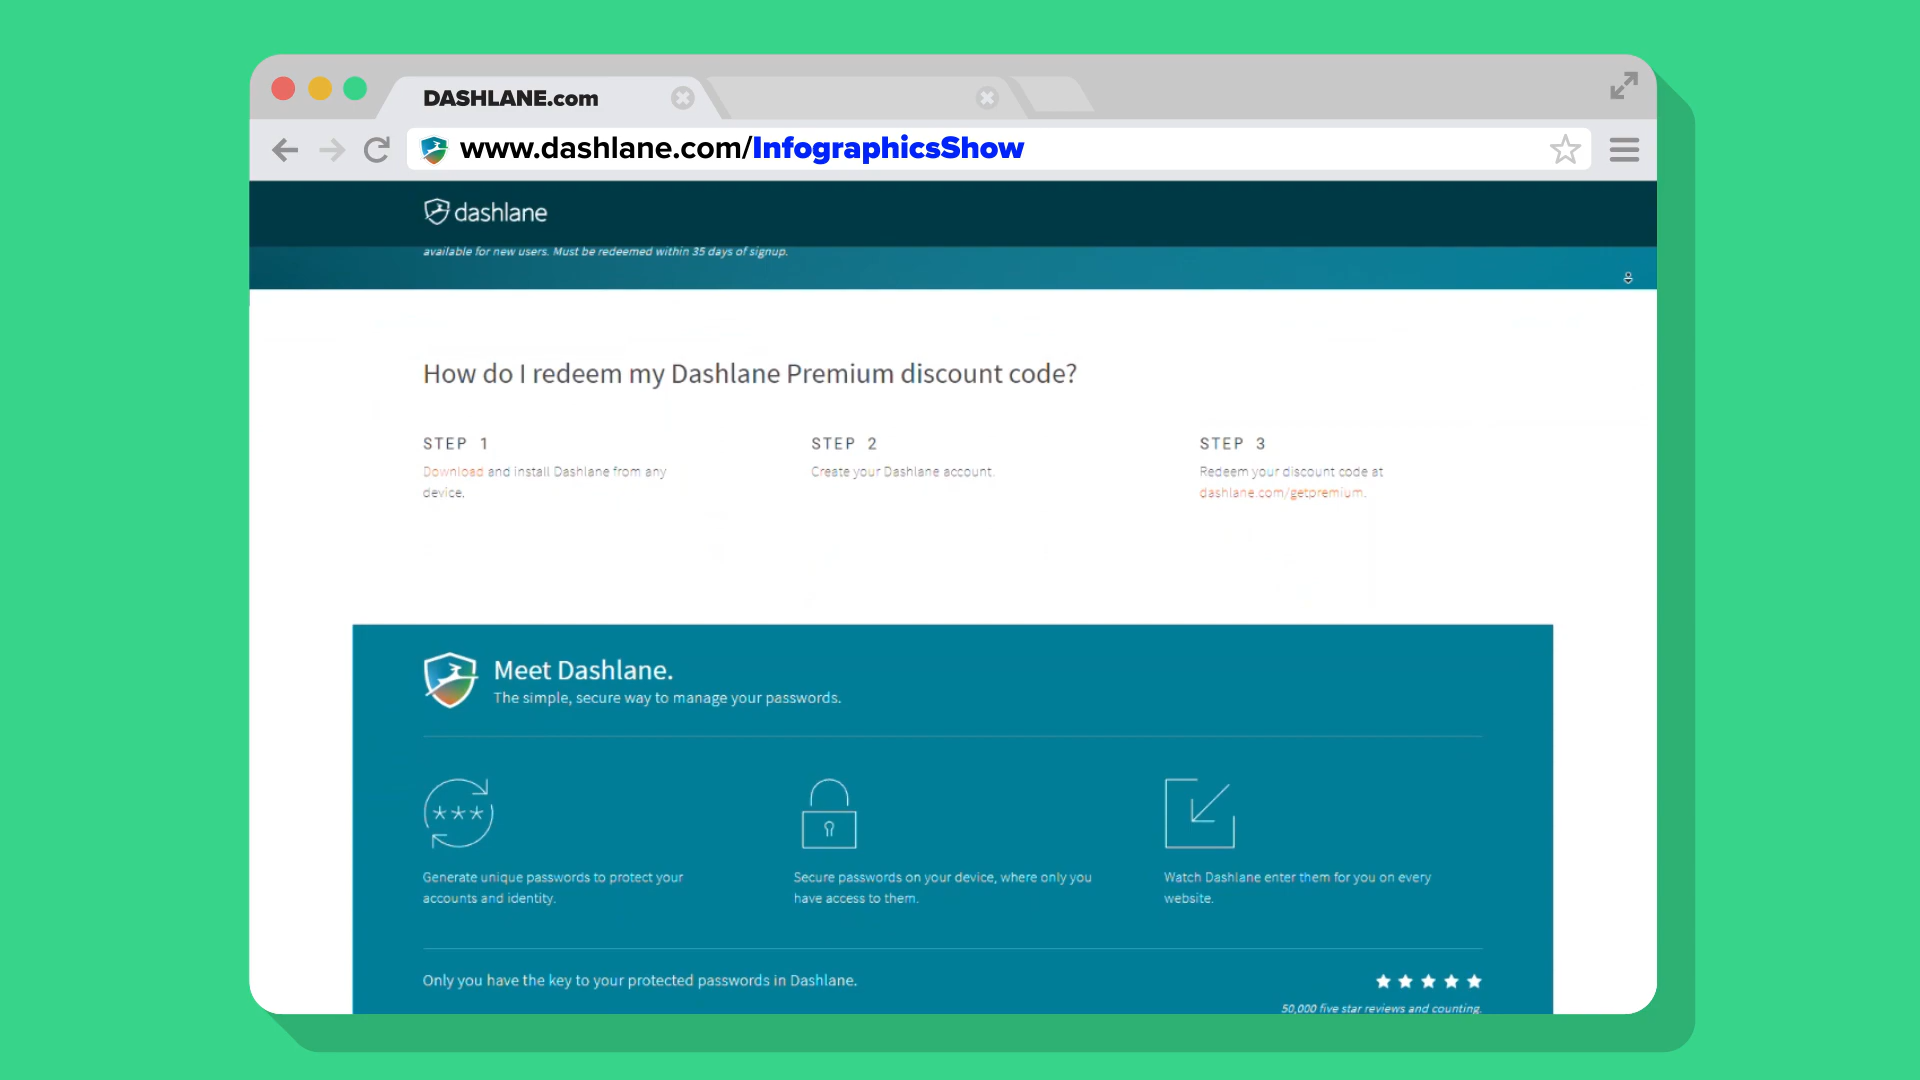 DASHLANE.com
www.dashlane.com/InfographicsShow
dashlane
available for new users. Must be redeemed within 35 days of signup.
How do I redeem my Dashlane Premium discount code?
STEP 1
Download and install Dashlane from any
device.
STEP 2
Create your Dashlane account.
STEP 3
Redeem your discount code at
dashlane.com/getpremium.
Meet Dashlane.
The simple, secure way to manage your passwords.
***
Generate unique passwords to protect your
accounts and identity.
Secure passwords on your device, where only you
have access to them.
Watch Dashlane enter them for you on every
website.
Only you have the key to your protected passwords in Dashlane.
50,000 five star reviews and counting.